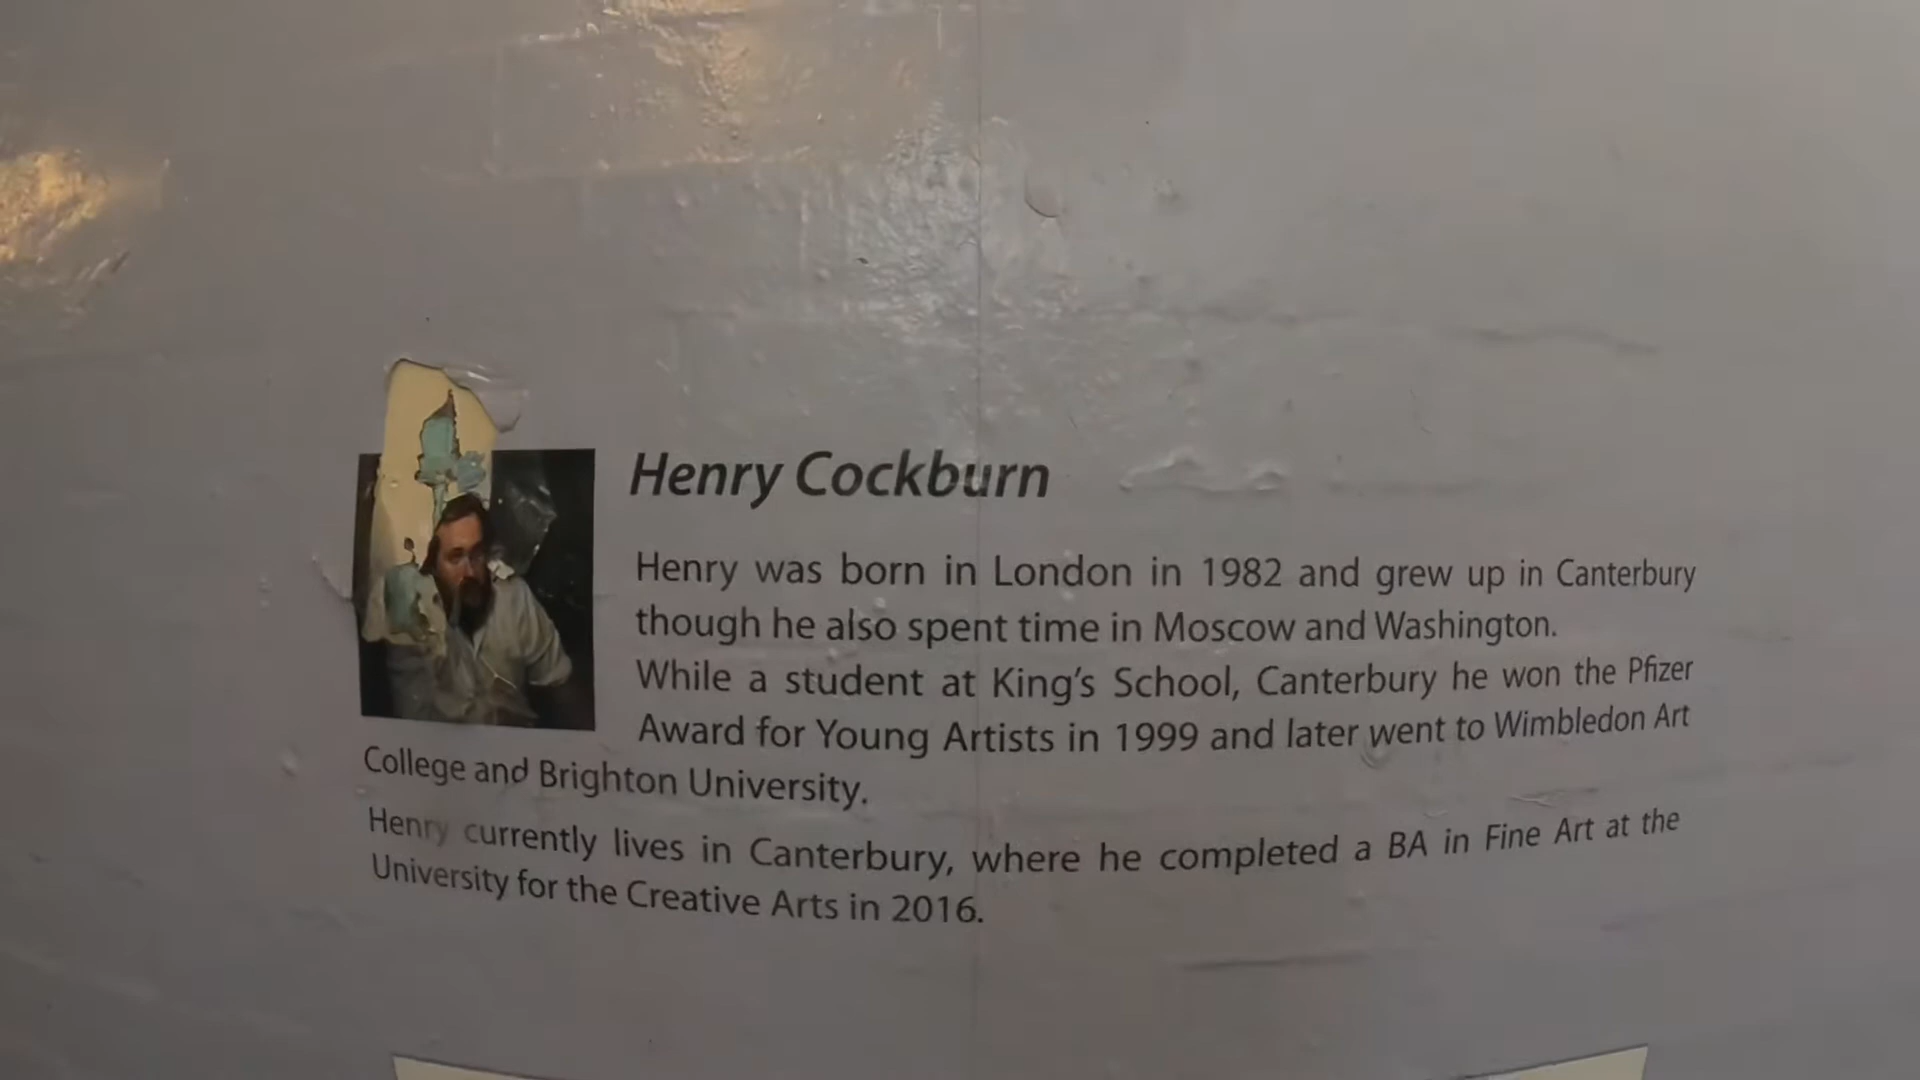 Henry Cockburn
Henry was born in London in 1982 and grew up in Canterbury
though he also spent time in Moscow and Washington.
While a student at King's School, Canterbury he won the Pfizer
Award for Young Artists in 1999 and later went to Wimbledon Art
College and Brighton University.
Henry currently lives in Canterbury, where he completed a BA in Fine Art at the
University for the Creative Arts in 2016.